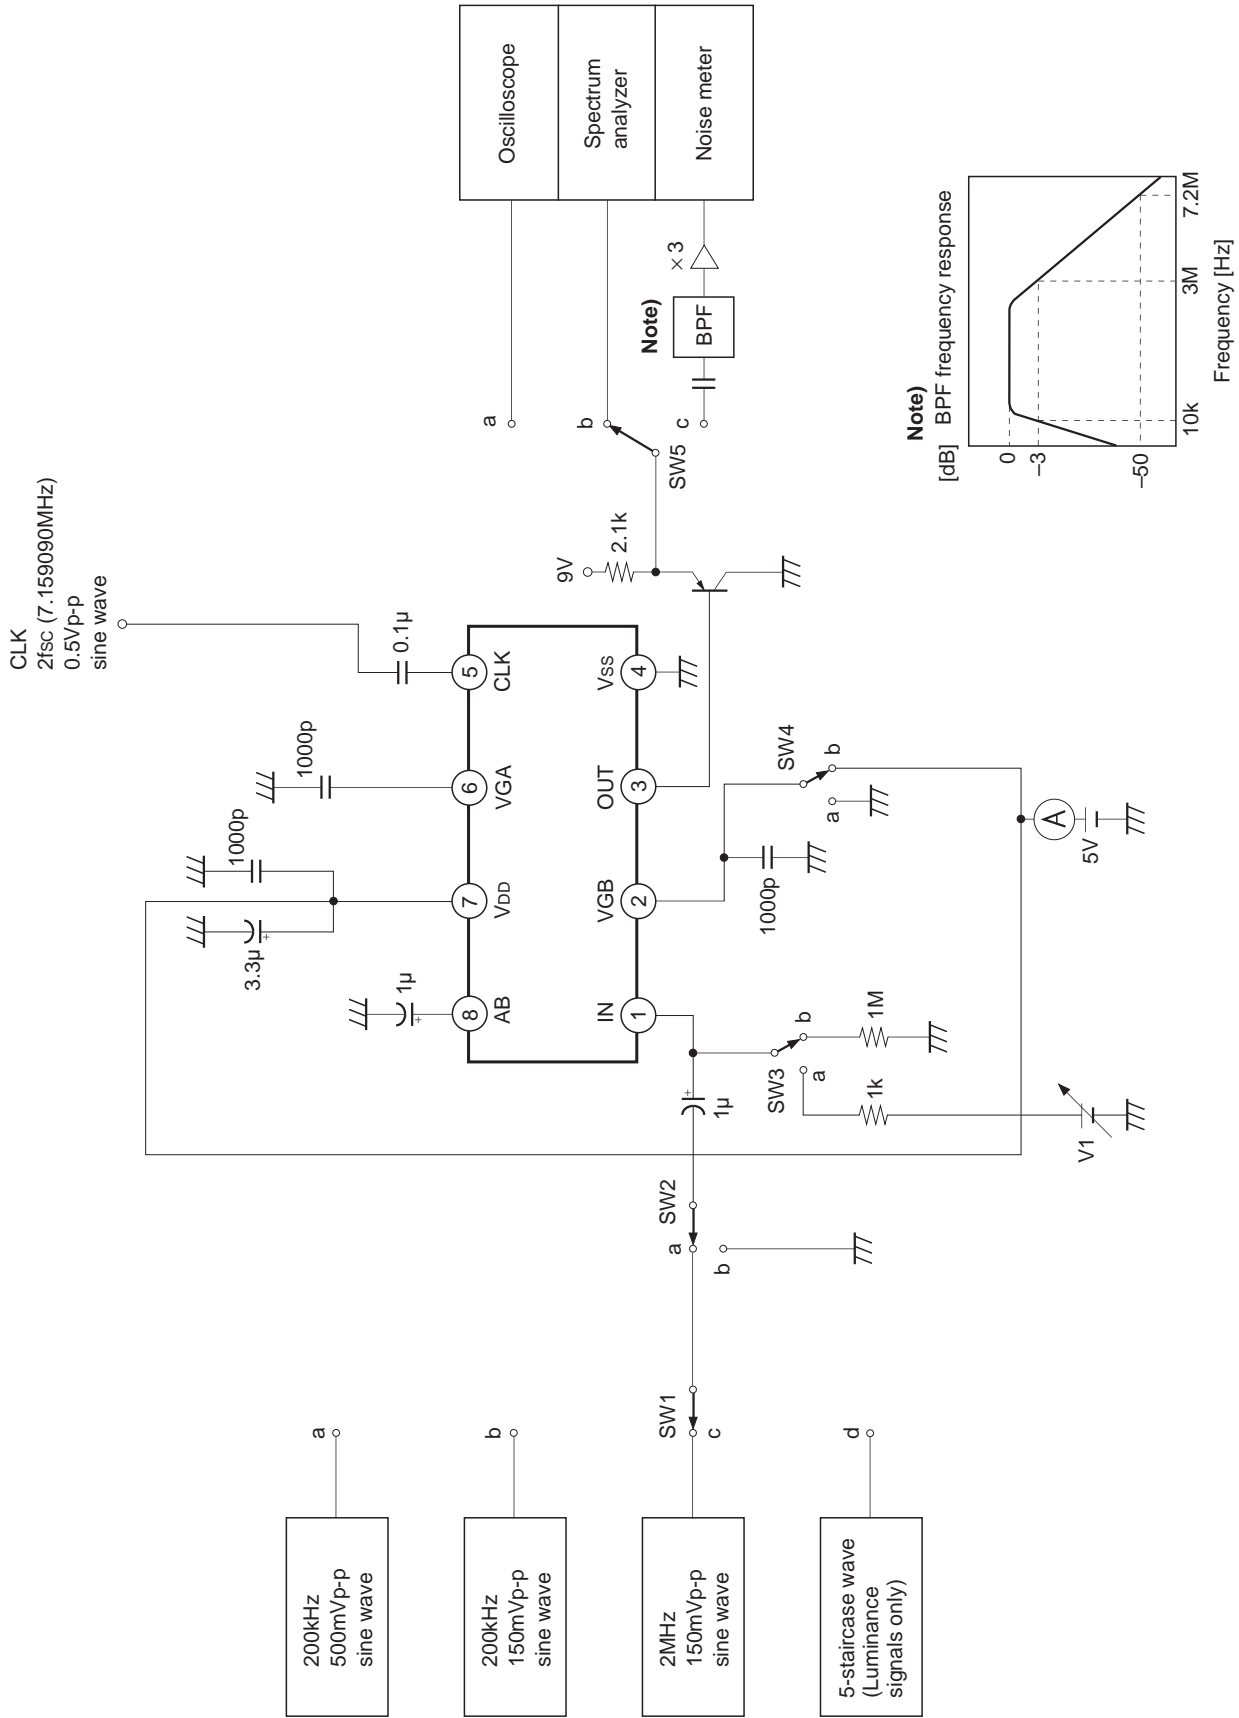 200kHz
500mVp-p
sine wave
a
200kHz
150mVp-p
sine wave
b
2MHz
150mVp-p
sine wave
SW1
c
5-staircase wave
(Luminance
signals only)
d
SW2
a
b
1μ
+
SW3
a
b
1k
1M
V1
CLK
2fsc (7.159090MHz)
0.5Vp-p
sine wave
3.3μ
+
1000p
1000p
0.1μ
1μ
+
8
7
6
5
AB
VDD
VGA
CLK
IN
VGB
OUT
VSS
1
2
3
4
1000p
SW4
a
b
A
5V
9V
2.1k
SW5
a
b
c
Note)
BPF
× 3
Oscilloscope
Spectrum
analyzer
Noise meter
Note)
BPF frequency response
[dB]
0
–3
–50
10k
3M
7.2M
Frequency [Hz]